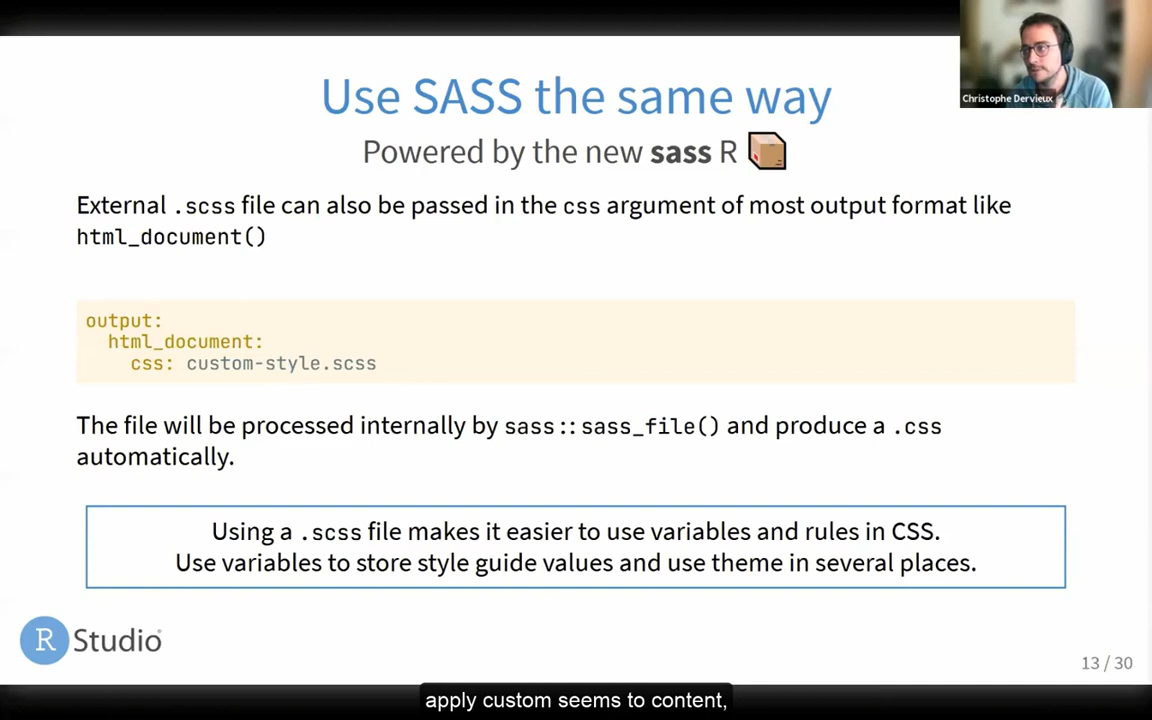 Use SASS the same way
Christophe Dervieux
Powered by the new sass R
External .scss file can also be passed in the css argument of most output format like
html_document()
output:
html_document:
css: custom-style.scss
The file will be processed internally by sass::sass_file() and produce a .css
automatically.
Using a .scss file makes it easier to use variables and rules in CSS.
Use variables to store style guide values and use theme in several places.
R Studio
13 / 30
apply custom seems to content,